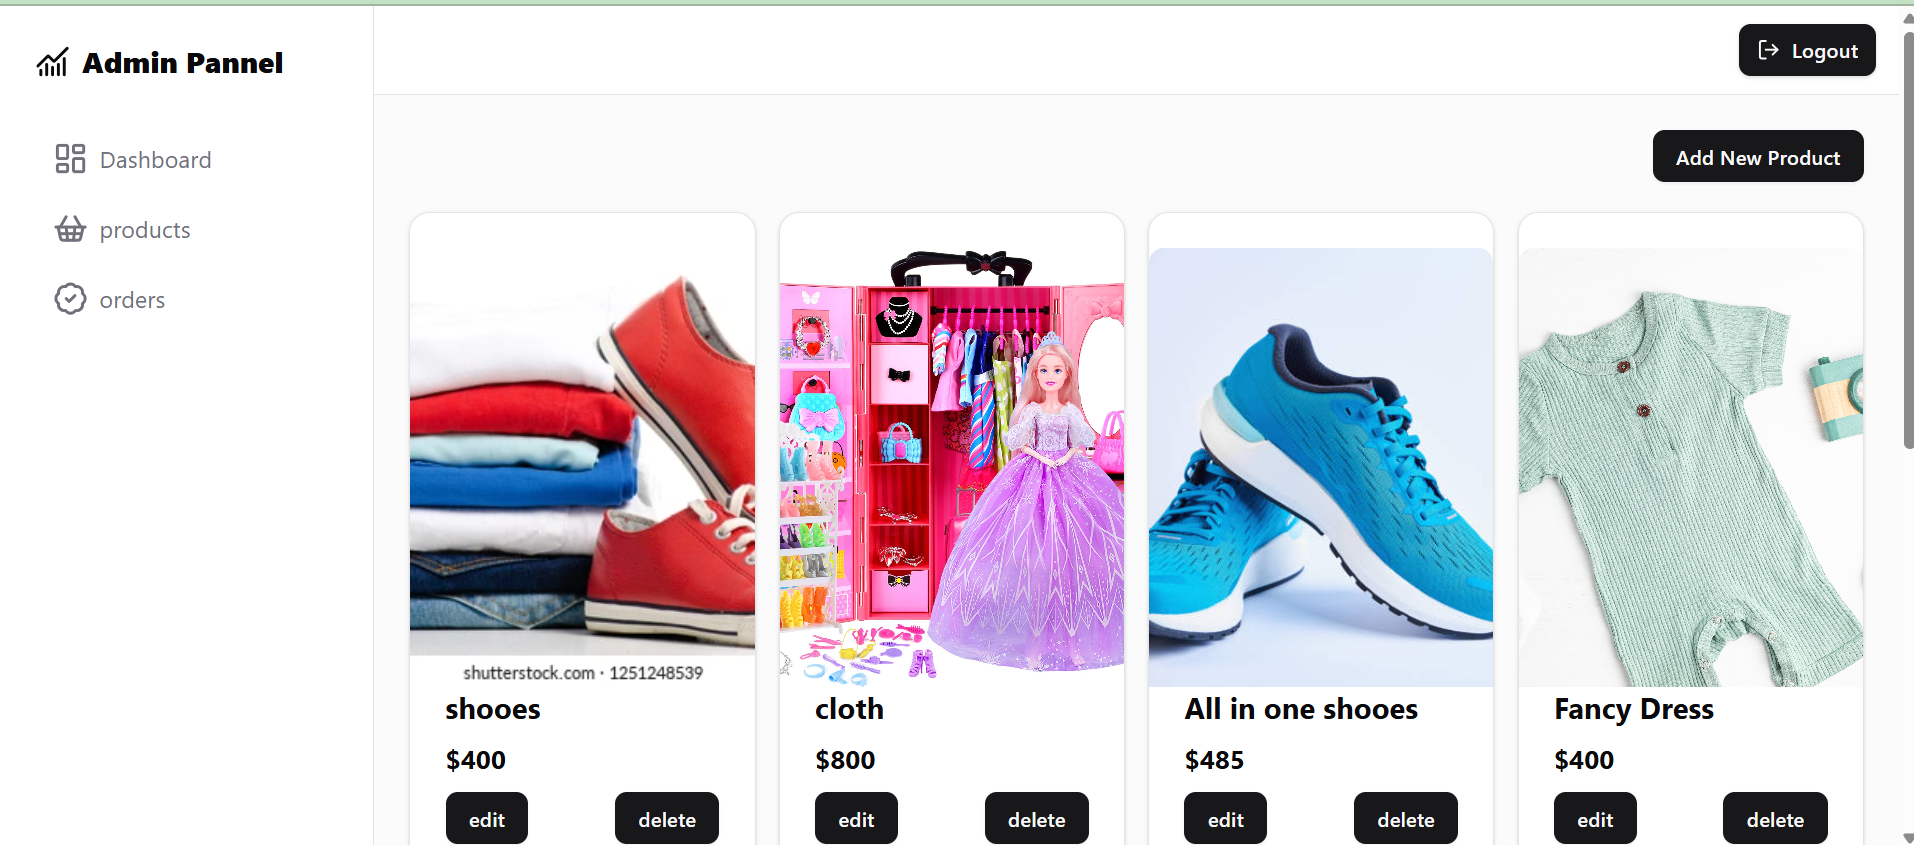 Admin Pannel
Logout
Dashboard
products
orders
Add New Product
shutterstock.com · 1251248539
shooes
$400
edit
delete
cloth
$800
edit
delete
All in one shooes
$485
edit
delete
Fancy Dress
$400
edit
delete